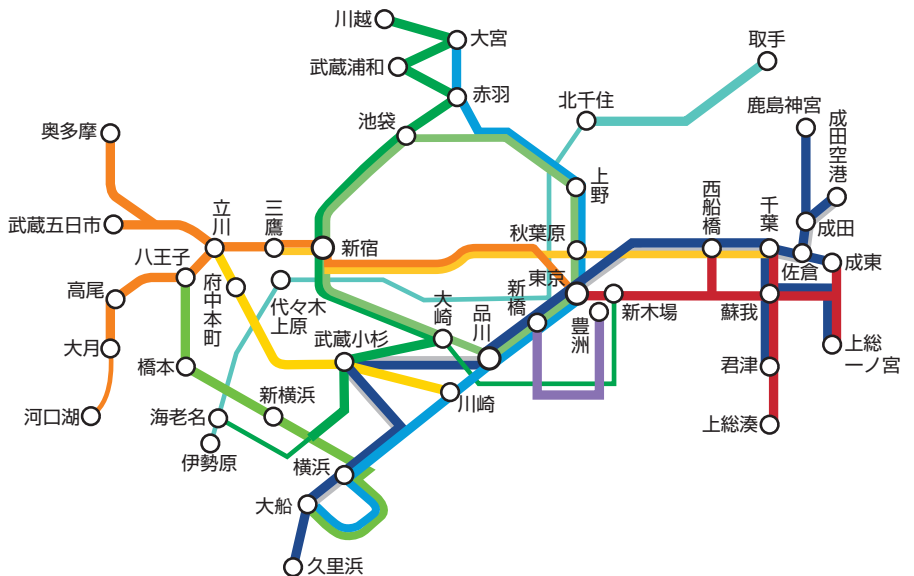 川越
大宮
武蔵浦和
取手
赤羽
北千住
鹿島神宮
池袋
奥多摩
成田空港
上野
武蔵五日市
立川
三鷹
西船橋
千葉
成田
秋葉原
新宿
八王子
佐倉
成東
府中本町
東京
高尾
代々木
上原
大崎
品川
新橋
豊洲
新木場
蘇我
武蔵小杉
大月
上総
一ノ宮
橋本
君津
川崎
河口湖
海老名
新横浜
上総湊
伊勢原
横浜
大船
久里浜